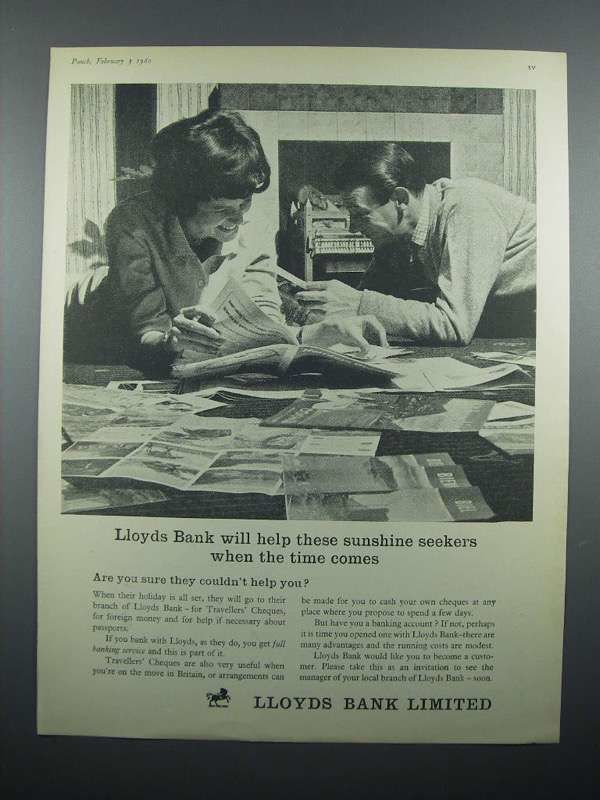 Punch, February 3 1960
xv
Lloyds Bank will help these sunshine seekers
when the time comes
Are you sure they couldn't help you?
When their holiday is all set, they will go to their
branch of Lloyds Bank – for Travellers' Cheques,
for foreign money and for help if necessary about
passports.
If you bank with Lloyds, as they do, you get full
banking service and this is part of it.
Travellers' Cheques are also very useful when
you're on the move in Britain, or arrangements can
be made for you to cash your own cheques at any
place where you propose to spend a few days.
But have you a banking account? If not, perhaps
it is time you opened one with Lloyds Bank–there are
many advantages and the running costs are modest.
Lloyds Bank would like you to become a custo-
mer. Please take this as an invitation to see the
manager of your local branch of Lloyds Bank – soon.
LLOYDS BANK LIMITED